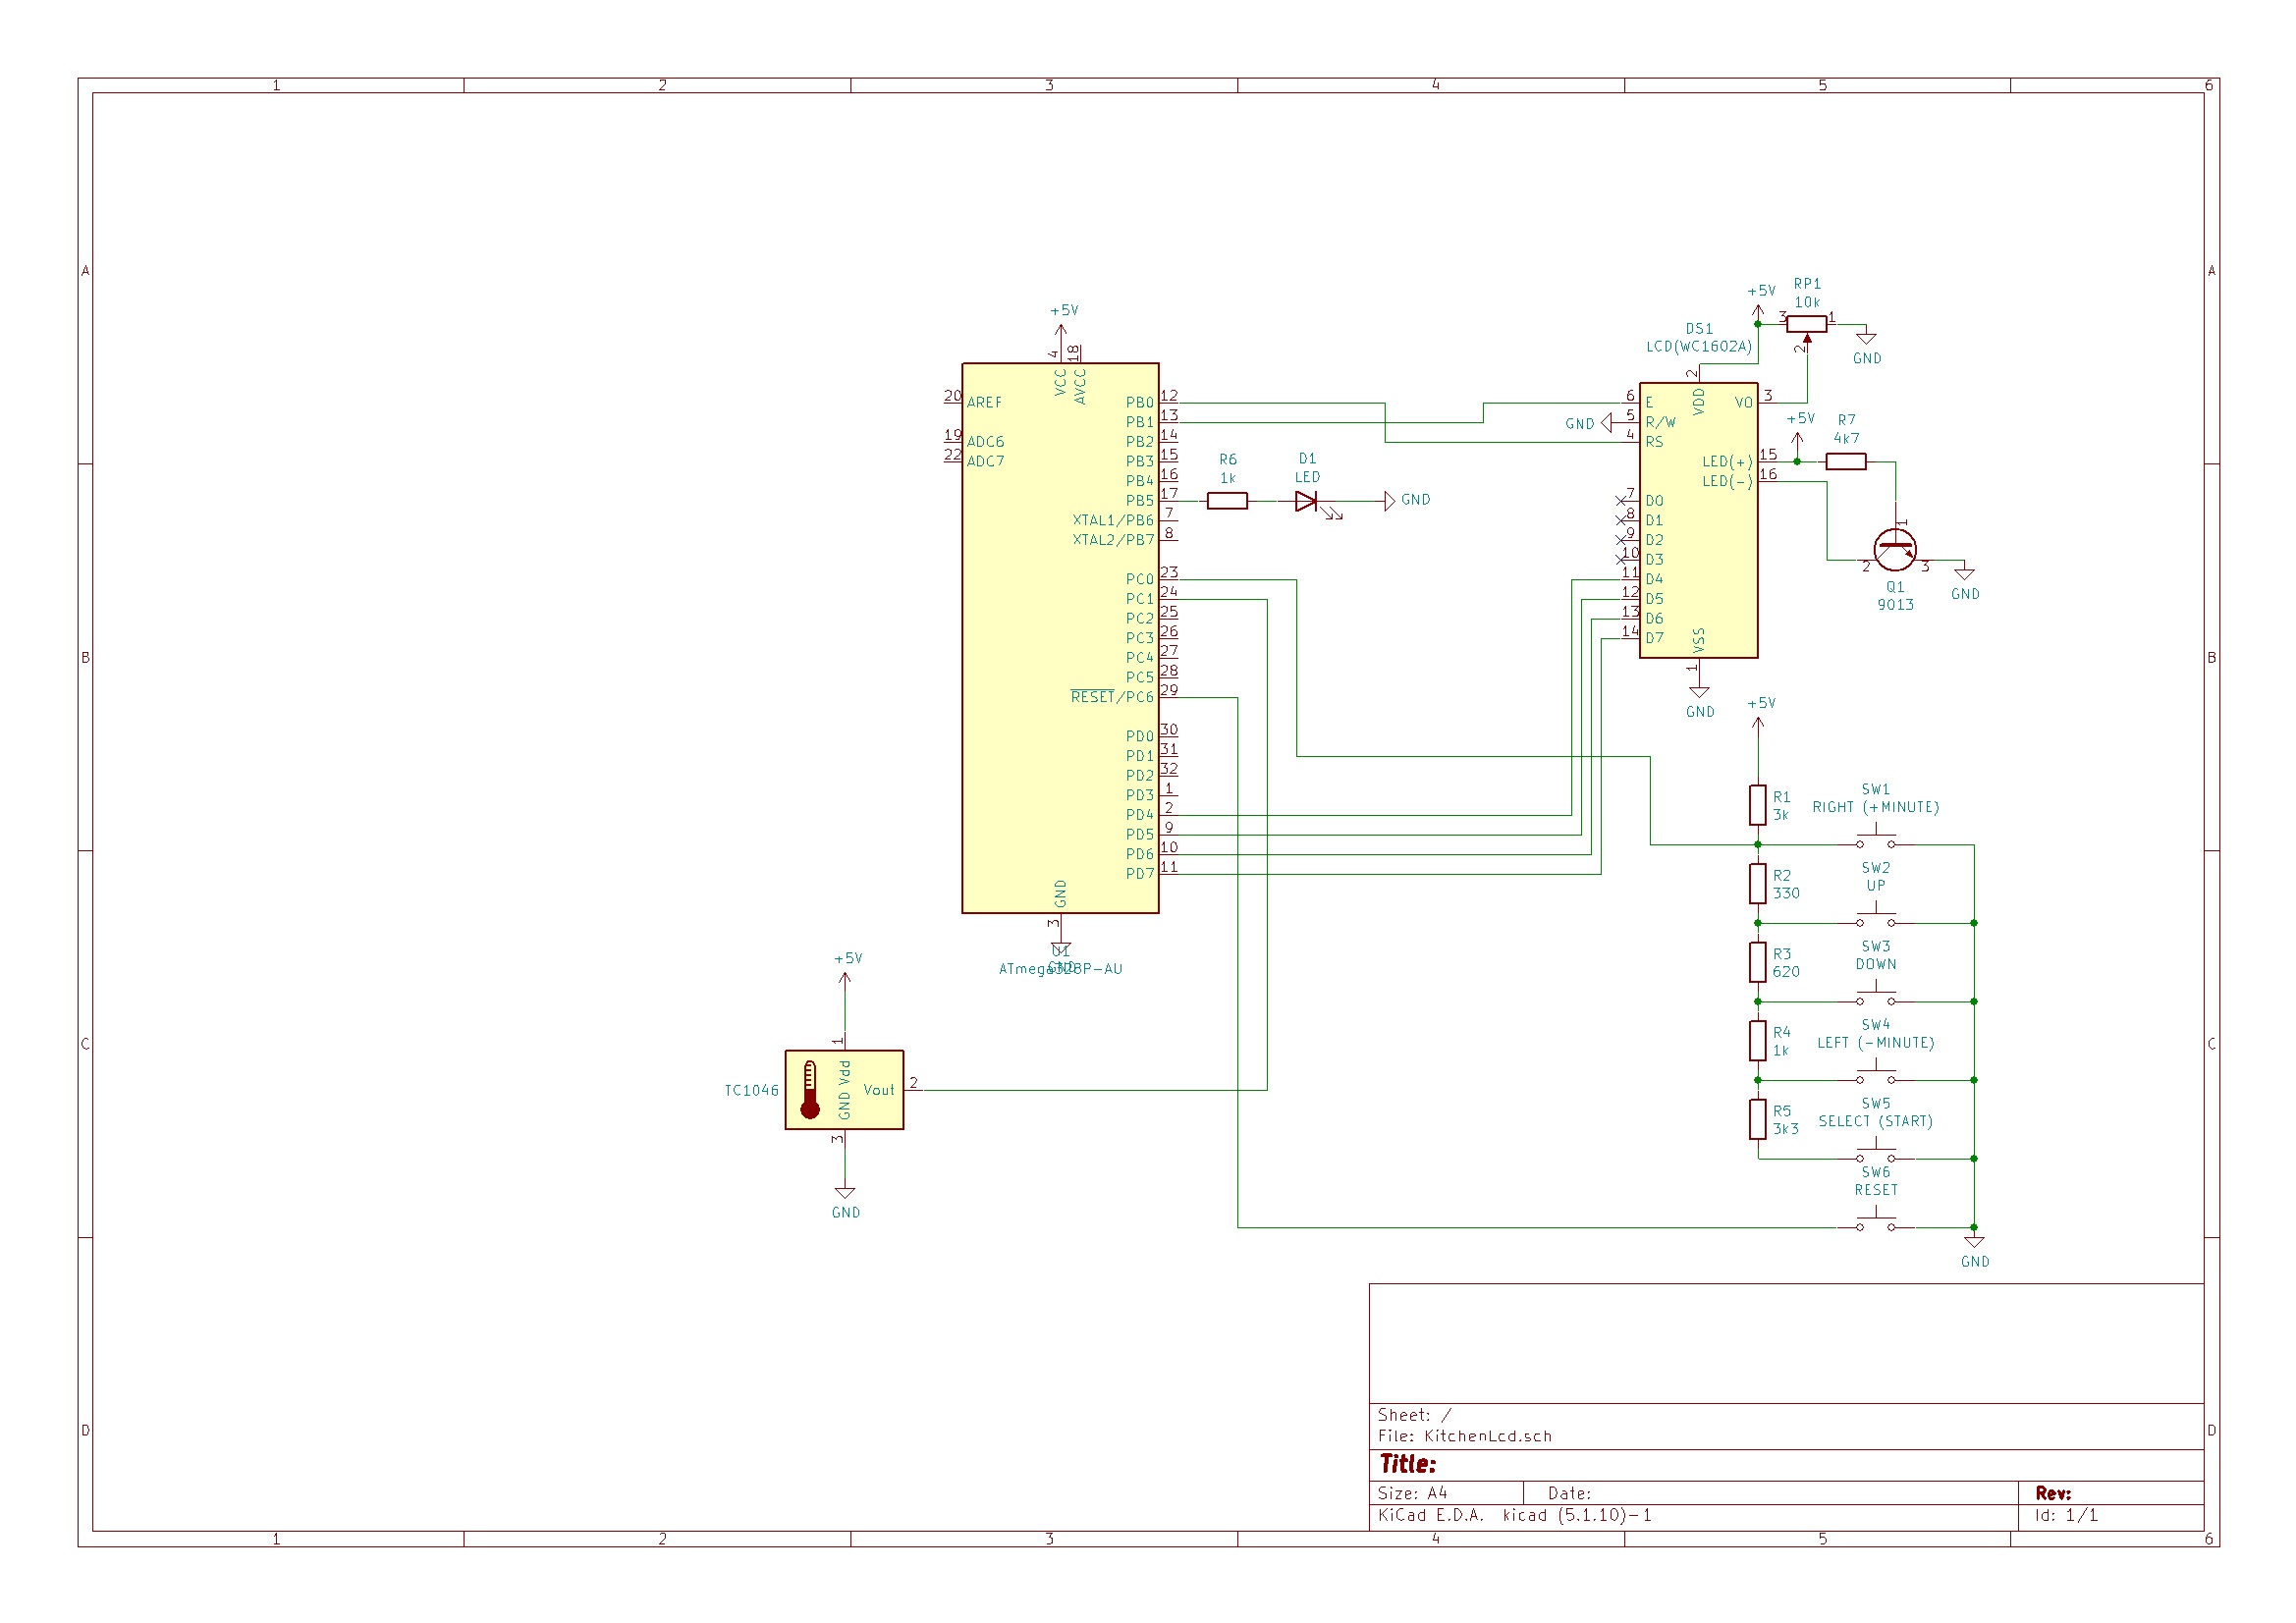 1 2 3 4 5 6
A A
B B
C C
D D
1 2 3 4 5 6
+5V
4 18
VCC AVCC
20 AREF
19 ADC6
22 ADC7
PB0 12
PB1 13
PB2 14
PB3 15
PB4 16
PB5 17
XTAL1/PB6 7
XTAL2/PB7 8
PC0 23
PC1 24
PC2 25
PC3 26
PC4 27
PC5 28
RESET/PC6 29
PD0 30
PD1 31
PD2 32
PD3 1
PD4 2
PD5 9
PD6 10
PD7 11
GND
3
U1
GND
ATmega328P-AU
R6
1k
D1
LED
GND
+5V
RP1
10k
3 1
2
GND
DS1
LCD(WC1602A)
2
VDD
6 E
GND 5 R/W
4 RS
VO 3
+5V
R7
4k7
LED(+) 15
LED(-) 16
7 D0
8 D1
9 D2
10 D3
11 D4
12 D5
13 D6
14 D7
VSS
1
GND
1
2 3
Q1
9013
GND
+5V
R1
3k
SW1
RIGHT (+MINUTE)
R2
330
SW2
UP
R3
620
SW3
DOWN
R4
1k
SW4
LEFT (-MINUTE)
R5
3k3
SW5
SELECT (START)
SW6
RESET
GND
+5V
1
TC1046
GND Vdd
Vout 2
3
GND
Sheet: /
File: KitchenLcd.sch
Title:
Size: A4 Date: Rev:
KiCad E.D.A. kicad (5.1.10)-1 Id: 1/1